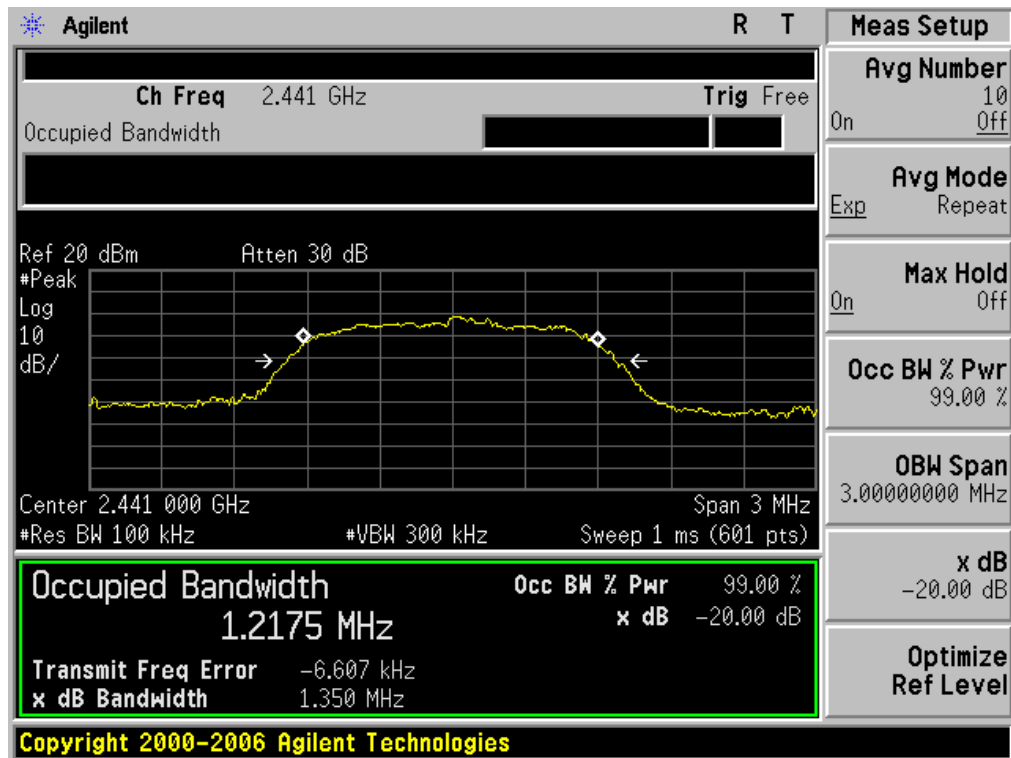 Agilent R T
Ch Freq 2.441 GHz Trig Free
Occupied Bandwidth
Ref 20 dBm Atten 30 dB
#Peak
Log
10
dB/
Center 2.441 000 GHz Span 3 MHz
#Res BW 100 kHz #VBW 300 kHz Sweep 1 ms (601 pts)
Occupied Bandwidth
1.2175 MHz
Occ BW % Pwr 99.00 %
x dB -20.00 dB
Transmit Freq Error -6.607 kHz
x dB Bandwidth 1.350 MHz
Copyright 2000-2006 Agilent Technologies
Meas Setup
Avg Number
10
On Off
Avg Mode
Exp Repeat
Max Hold
On Off
Occ BW % Pwr
99.00 %
OBW Span
3.00000000 MHz
x dB
-20.00 dB
Optimize
Ref Level